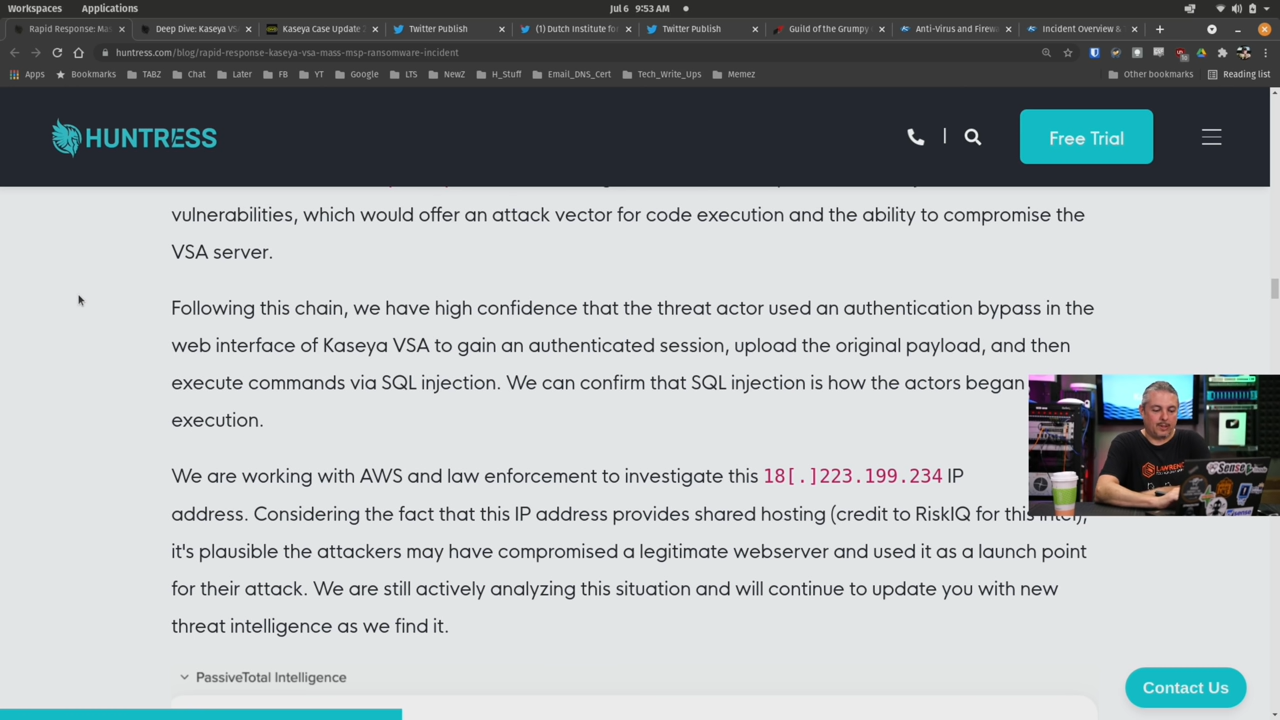 Workspaces Applications Jul 6 9:53 AM
Rapid Response: Ma
Deep Dive: Kaseya VS
Kaseya Case Update 2
Twitter Publish
(1) Dutch Institute fo
Twitter Publish
Guild of the Grumpy
Anti-Virus and Firew
Incident Overview &
huntress.com/blog/rapid-response-kaseya-vsa-mass-msp-ransomware-incident
Apps Bookmarks TABZ Chat Later FB YT Google LTS NewZ H_Stuff Email_DNS_Cert Tech_Write_Ups Memez Other bookmarks Reading list
HUNTRESS
Free Trial
vulnerabilities, which would offer an attack vector for code execution and the ability to compromise the
VSA server.
Following this chain, we have high confidence that the threat actor used an authentication bypass in the
web interface of Kaseya VSA to gain an authenticated session, upload the original payload, and then
execute commands via SQL injection. We can confirm that SQL injection is how the actors began
execution.
We are working with AWS and law enforcement to investigate this 18[.]223.199.234 IP
address. Considering the fact that this IP address provides shared hosting (credit to RiskIQ for this intel),
it's plausible the attackers may have compromised a legitimate webserver and used it as a launch point
for their attack. We are still actively analyzing this situation and will continue to update you with new
threat intelligence as we find it.
PassiveTotal Intelligence
Contact Us
LAWRENCE
Sense